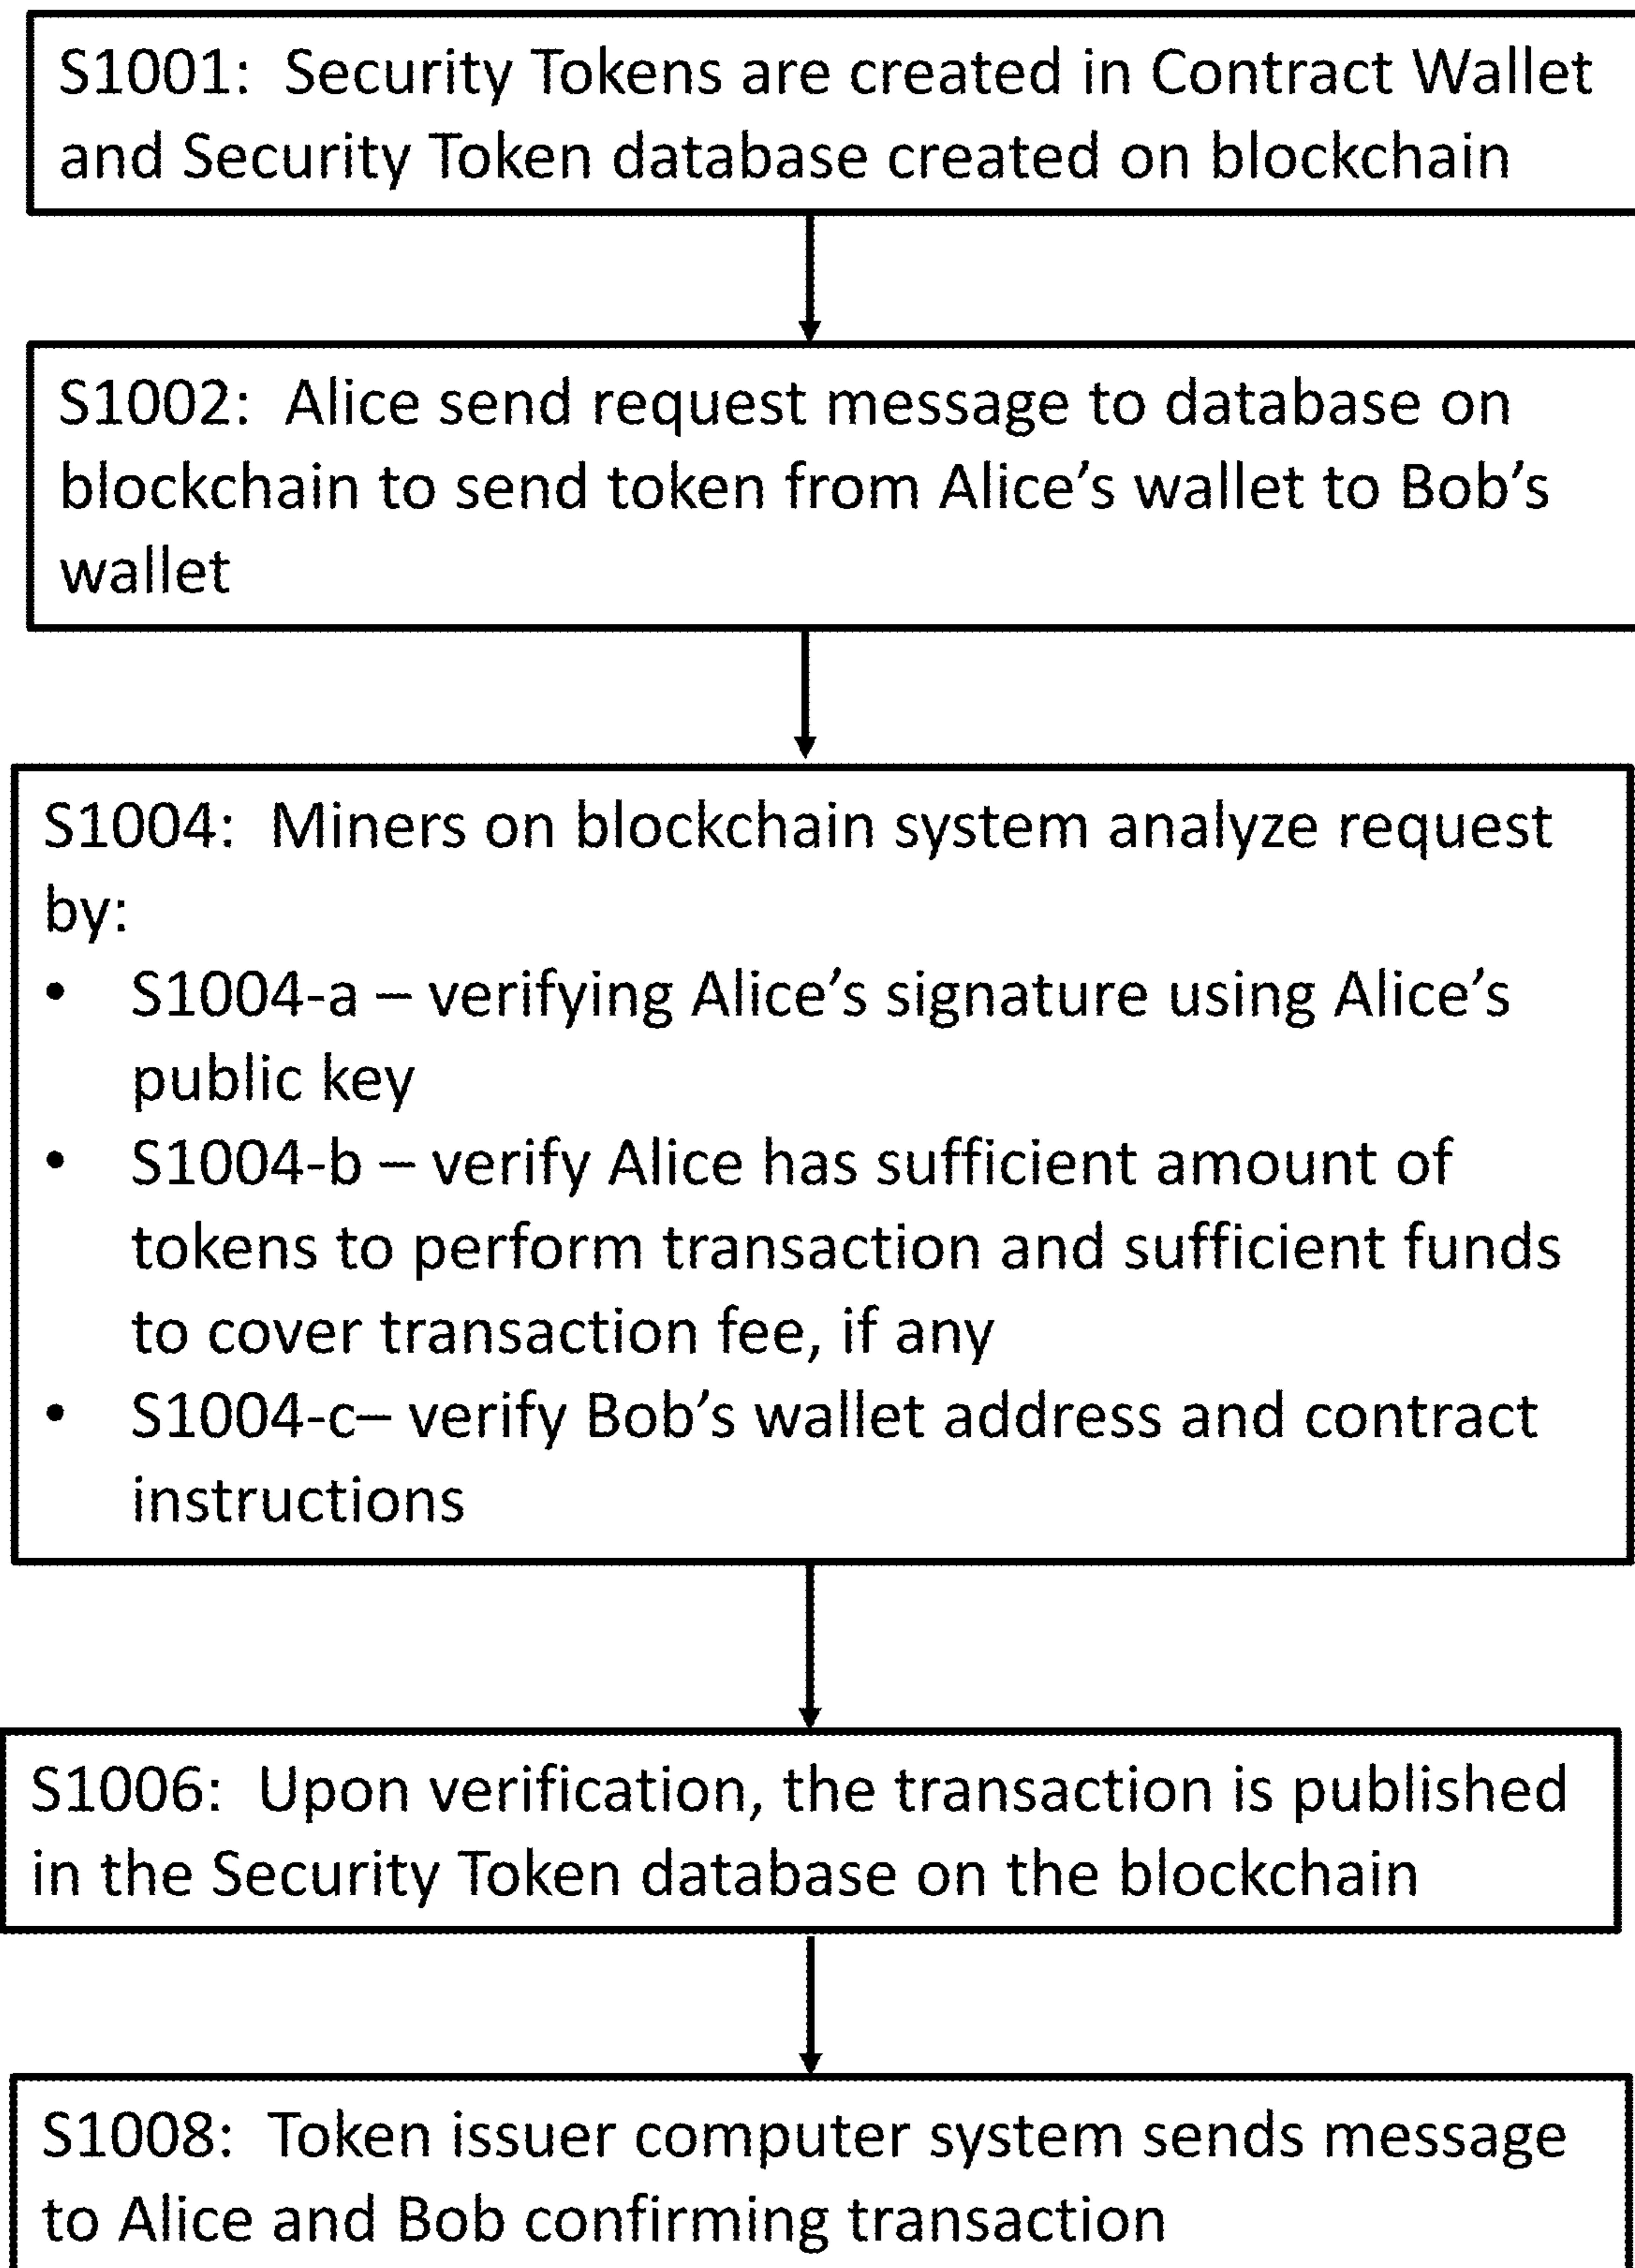 S1001: Security Tokens are created in Contract Wallet
and Security Token database created on blockchain
S1002: Alice send request message to database on
blockchain to send token from Alice’s wallet to Bob’s
wallet
S1004: Miners on blockchain system analyze request
by:
• S1004-a – verifying Alice’s signature using Alice’s
public key
• S1004-b – verify Alice has sufficient amount of
tokens to perform transaction and sufficient funds
to cover transaction fee, if any
• S1004-c– verify Bob’s wallet address and contract
instructions
S1006: Upon verification, the transaction is published
in the Security Token database on the blockchain
S1008: Token issuer computer system sends message
to Alice and Bob confirming transaction